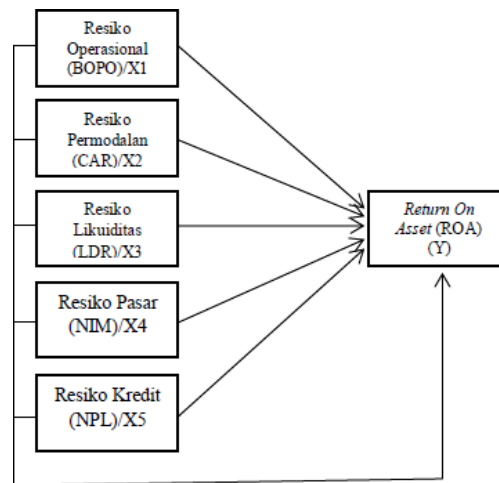 Resiko
Operasional
(BOPO)/X1
Resiko
Permodalan
(CAR)/X2
Resiko
Likuiditas
(LDR)/X3
Resiko Pasar
(NIM)/X4
Resiko Kredit
(NPL)/X5
Return On
Asset (ROA)
(Y)